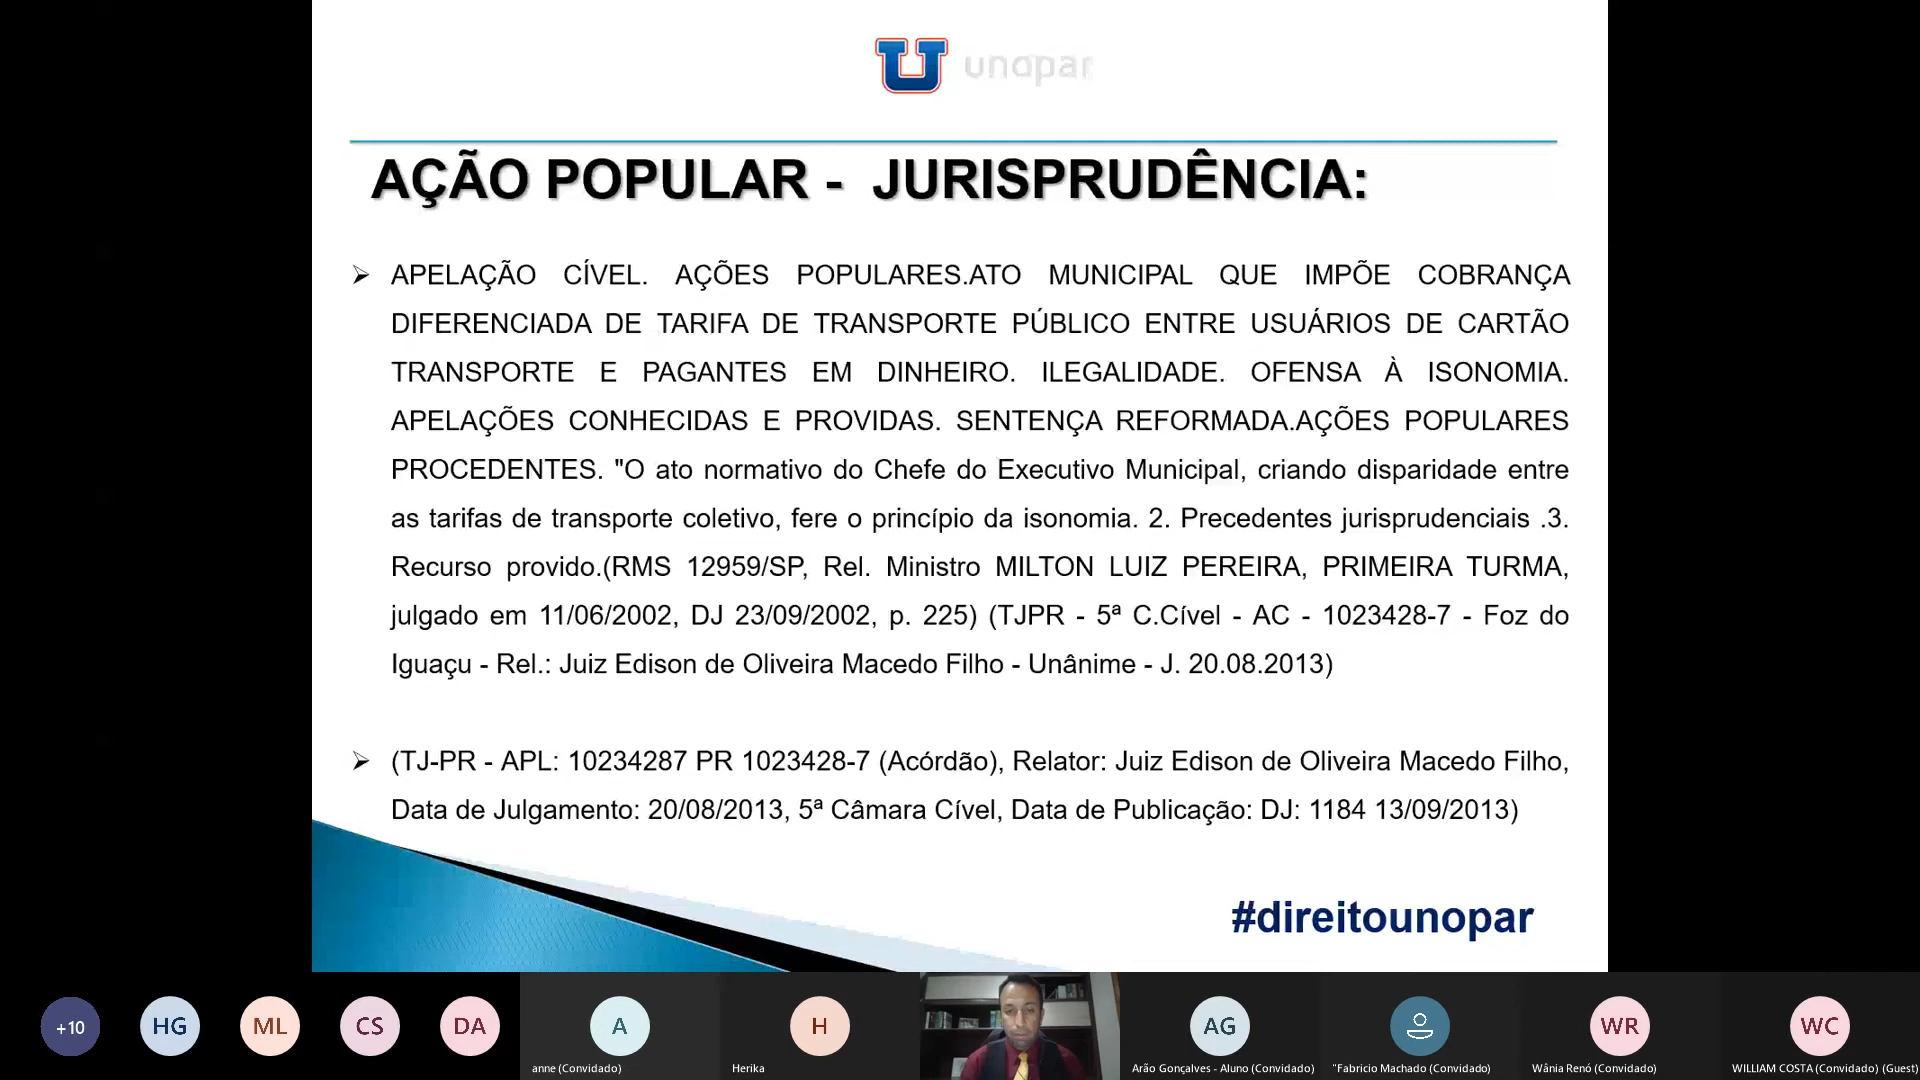 U unopar
AÇÃO POPULAR - JURISPRUDÊNCIA:
➢ APELAÇÃO CÍVEL. AÇÕES POPULARES.ATO MUNICIPAL QUE IMPÕE COBRANÇA
DIFERENCIADA DE TARIFA DE TRANSPORTE PÚBLICO ENTRE USUÁRIOS DE CARTÃO
TRANSPORTE E PAGANTES EM DINHEIRO. ILEGALIDADE. OFENSA À ISONOMIA.
APELAÇÕES CONHECIDAS E PROVIDAS. SENTENÇA REFORMADA.AÇÕES POPULARES
PROCEDENTES. "O ato normativo do Chefe do Executivo Municipal, criando disparidade entre
as tarifas de transporte coletivo, fere o princípio da isonomia. 2. Precedentes jurisprudenciais .3.
Recurso provido.(RMS 12959/SP, Rel. Ministro MILTON LUIZ PEREIRA, PRIMEIRA TURMA,
julgado em 11/06/2002, DJ 23/09/2002, p. 225) (TJPR - 5ª C.Cível - AC - 1023428-7 - Foz do
Iguaçu - Rel.: Juiz Edison de Oliveira Macedo Filho - Unânime - J. 20.08.2013)
➢ (TJ-PR - APL: 10234287 PR 1023428-7 (Acórdão), Relator: Juiz Edison de Oliveira Macedo Filho,
Data de Julgamento: 20/08/2013, 5ª Câmara Cível, Data de Publicação: DJ: 1184 13/09/2013)
#direitounopar
+10 HG ML CS DA A H AG WR WC
anne (Convidado) Herika Arão Gonçalves - Aluno (Convidado) "Fabricio Machado (Convidado) Wânia Renó (Convidado) WILLIAM COSTA (Convidado) (Guest)